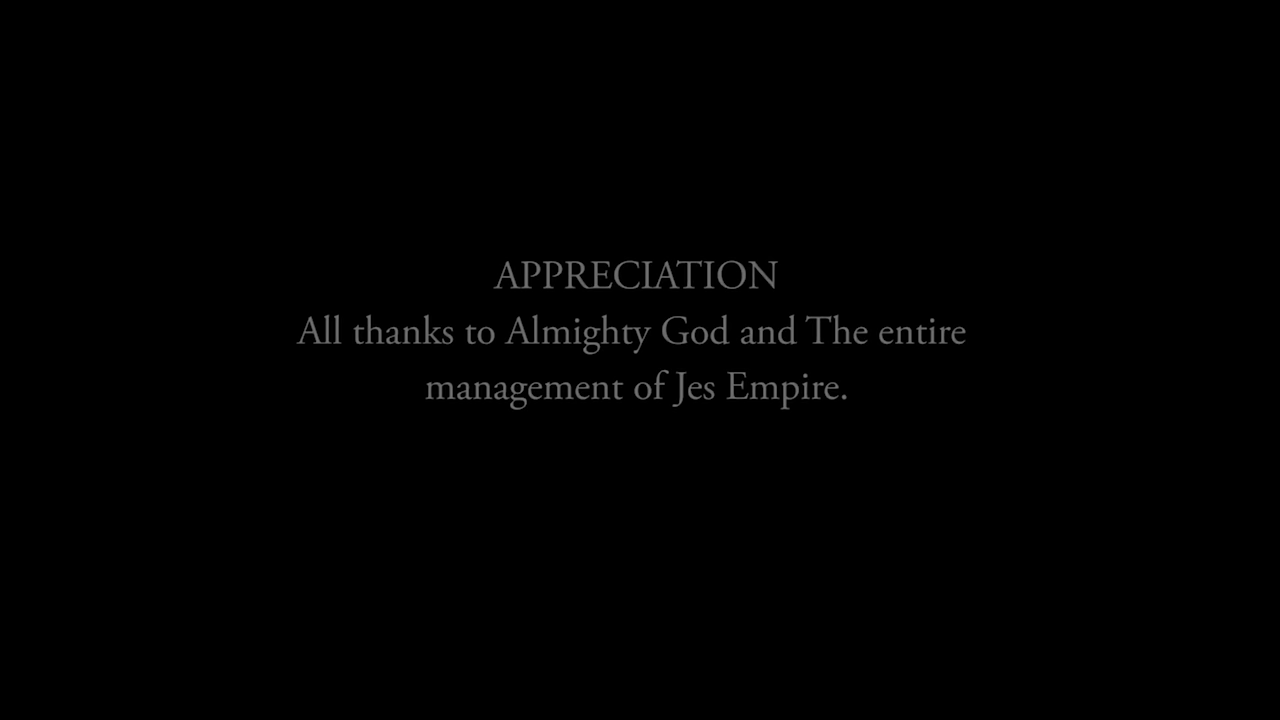 APPRECIATION
All thanks to Almighty God and The entire
management of Jes Empire.